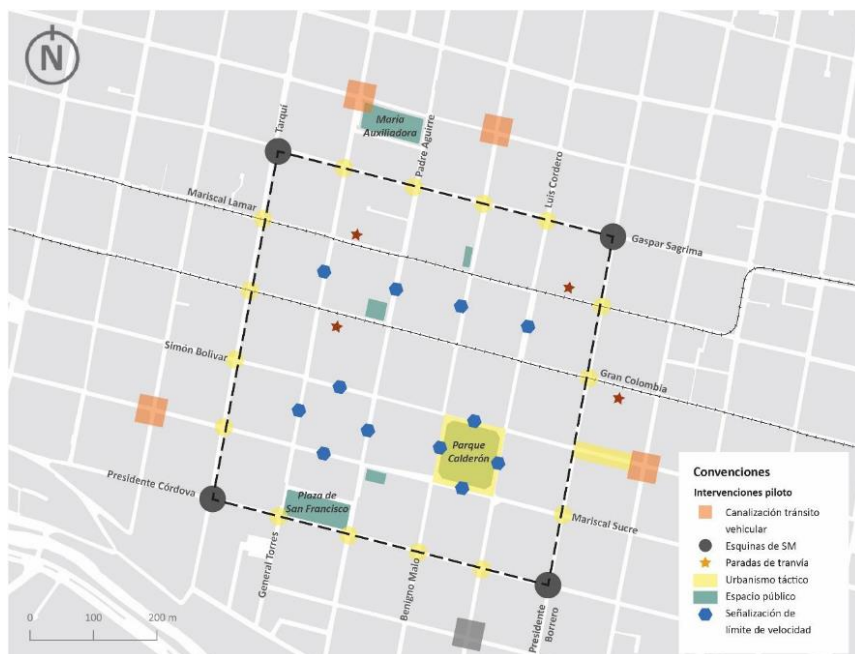 N
María
Auxiliadora
Tarqui
Padre Aguirre
Luis Cordero
Mariscal Lamar
Gaspar Sagrima
Simón Bolívar
Gran Colombia
Parque
Calderón
Presidente Córdova
Plaza de
San Francisco
Mariscal Sucre
General Torres
Benigno Malo
Presidente
Borrero
0 100 200 m
Convenciones
Intervenciones piloto
Canalización tránsito
vehicular
Esquinas de SM
Paradas de tranvía
Urbanismo táctico
Espacio público
Señalización de
límite de velocidad